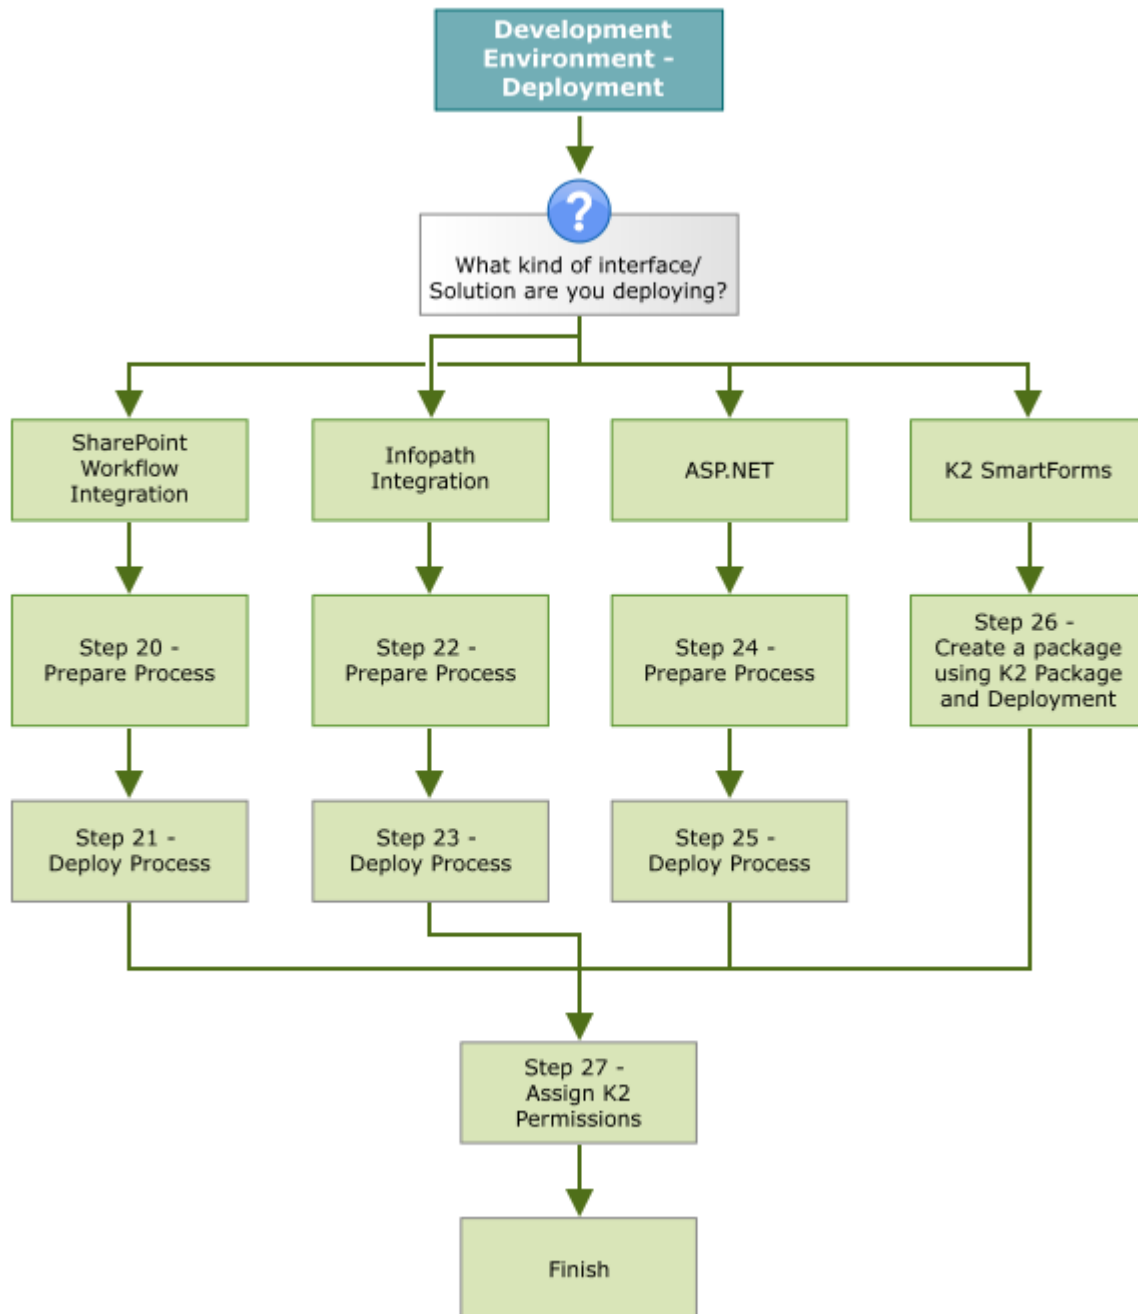 Development
Environment -
Deployment
?
What kind of interface/
Solution are you deploying?
SharePoint
Workflow
Integration
Infopath
Integration
ASP.NET
K2 SmartForms
Step 20 -
Prepare Process
Step 22 -
Prepare Process
Step 24 -
Prepare Process
Step 26 -
Create a package
using K2 Package
and Deployment
Step 21 -
Deploy Process
Step 23 -
Deploy Process
Step 25 -
Deploy Process
Step 27 -
Assign K2
Permissions
Finish